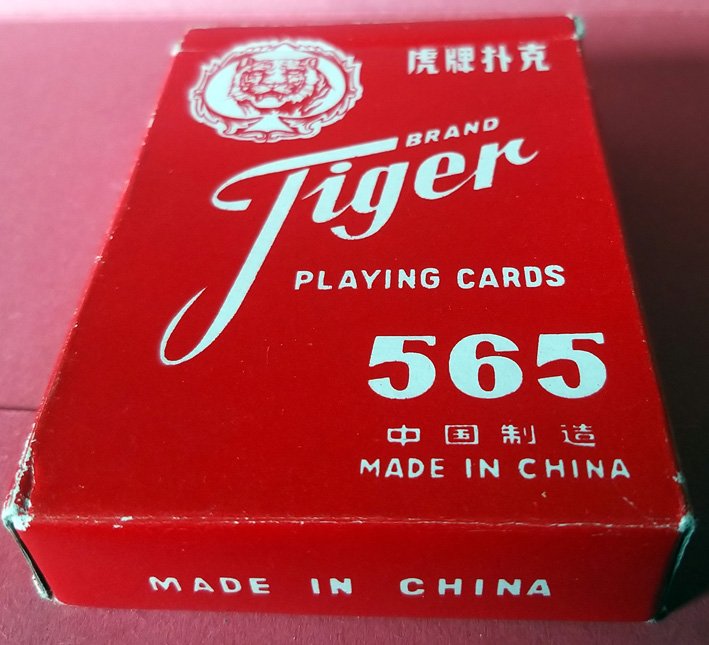 虎牌扑克
BRAND
Tiger
PLAYING CARDS
565
中国制造
MADE IN CHINA
MADE IN CHINA